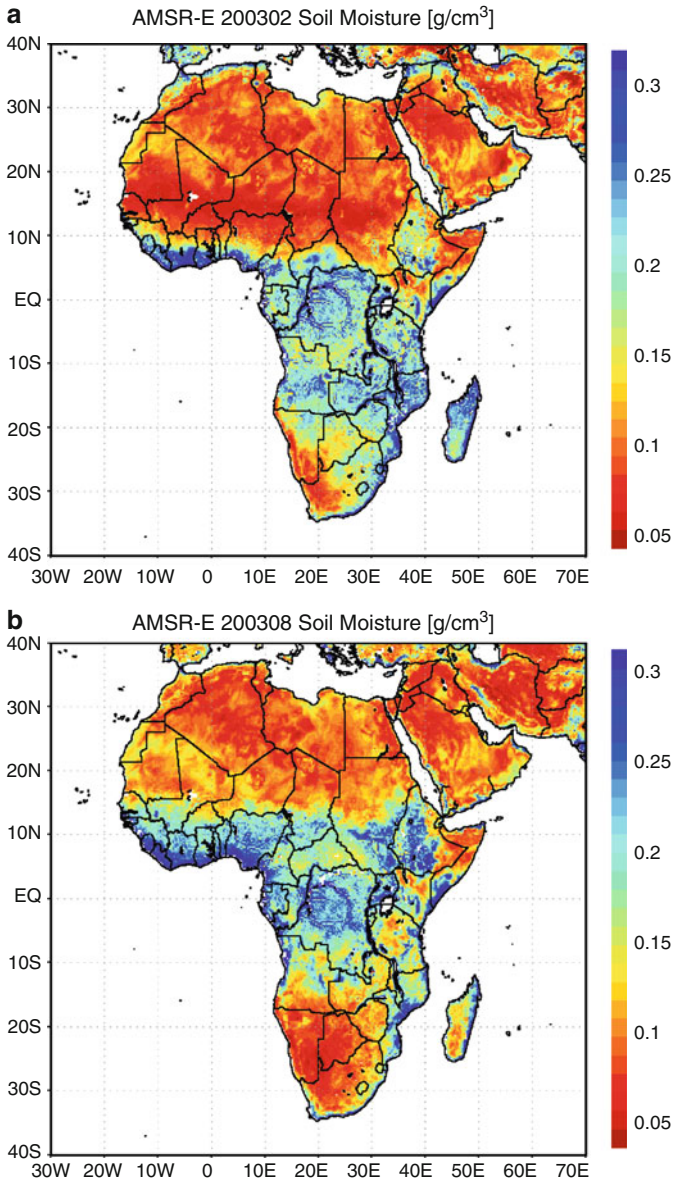 a
AMSR-E 200302 Soil Moisture [g/cm³]
40N
30N
20N
10N
EQ
10S
20S
30S
40S
30W 20W 10W 0 10E 20E 30E 40E 50E 60E 70E
0.3
0.25
0.2
0.15
0.1
0.05
b
AMSR-E 200308 Soil Moisture [g/cm³]
40N
30N
20N
10N
EQ
10S
20S
30S
40S
30W 20W 10W 0 10E 20E 30E 40E 50E 60E 70E
0.3
0.25
0.2
0.15
0.1
0.05